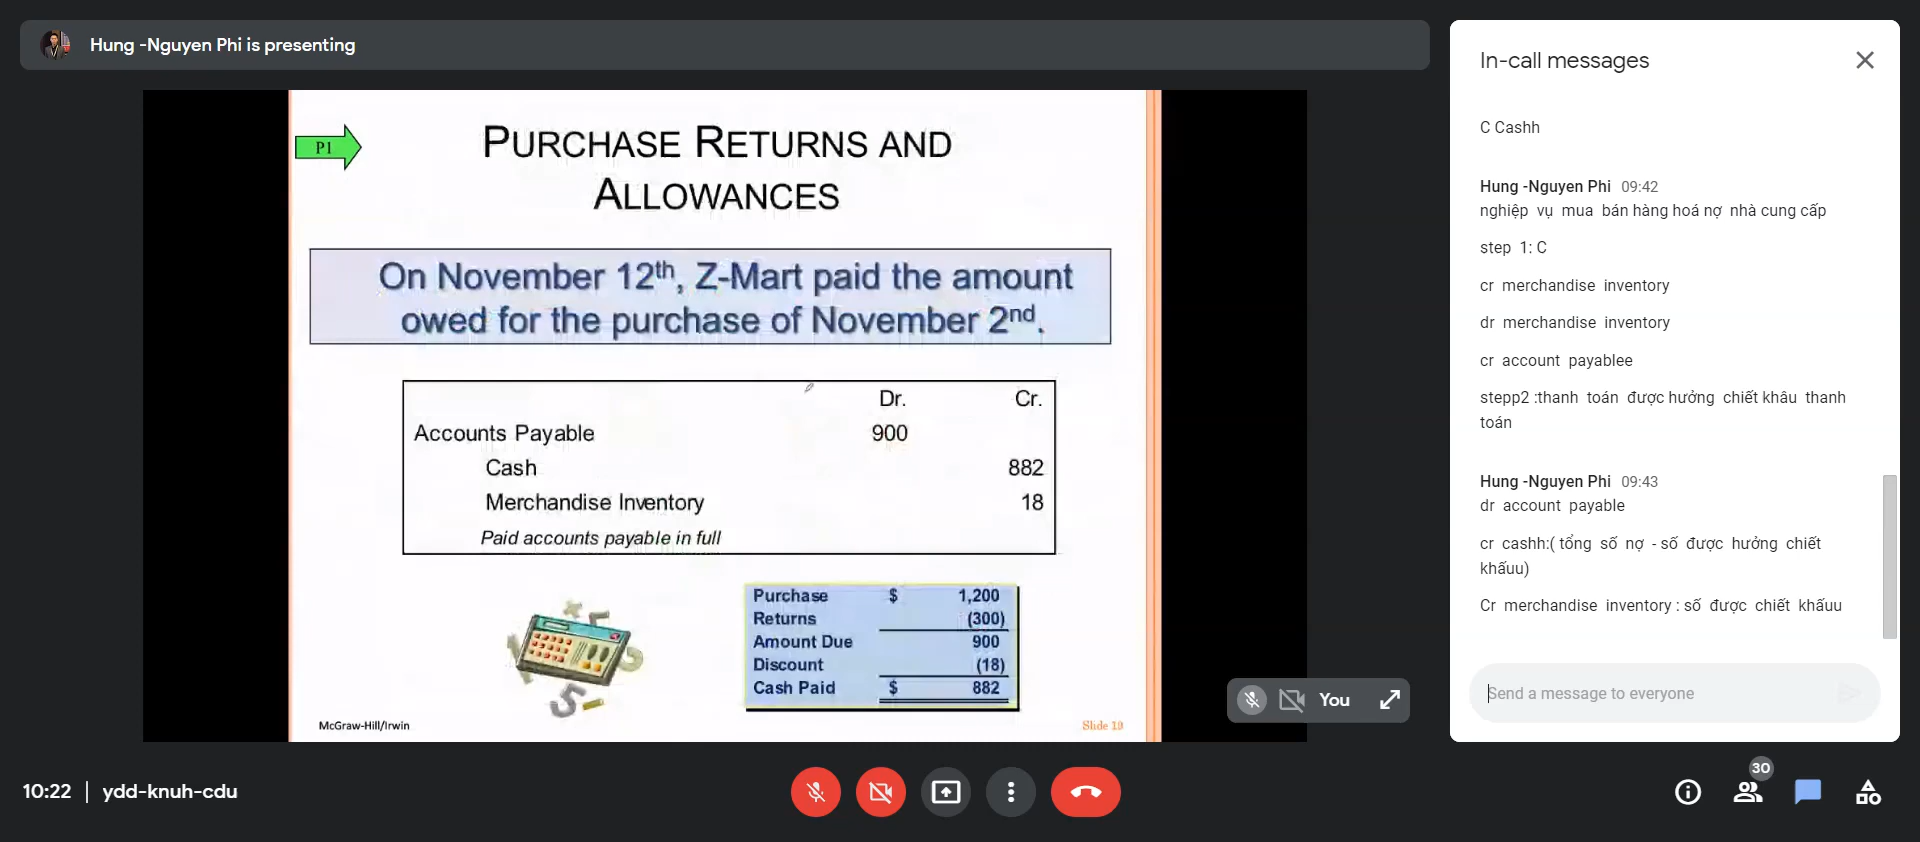 Hung -Nguyen Phi is presenting
P1
PURCHASE RETURNS AND
ALLOWANCES
On November 12th, Z-Mart paid the amount
owed for the purchase of November 2nd.
Dr. Cr.
Accounts Payable 900
Cash 882
Merchandise Inventory 18
Paid accounts payable in full
Purchase $ 1,200
Returns (300)
Amount Due 900
Discount (18)
Cash Paid $ 882
McGraw-Hill/Irwin
Slide 19
You
In-call messages
C Cashh
Hung -Nguyen Phi 09:42
nghiệp vụ mua bán hàng hoá nợ nhà cung cấp
step 1: C
cr merchandise inventory
dr merchandise inventory
cr account payablee
stepp2 :thanh toán được hưởng chiết khâu thanh
toán
Hung -Nguyen Phi 09:43
dr account payable
cr cashh:( tổng số nợ - số được hưởng chiết
khấuu)
Cr merchandise inventory : số được chiết khấuu
Send a message to everyone
10:22 | ydd-knuh-cdu
30